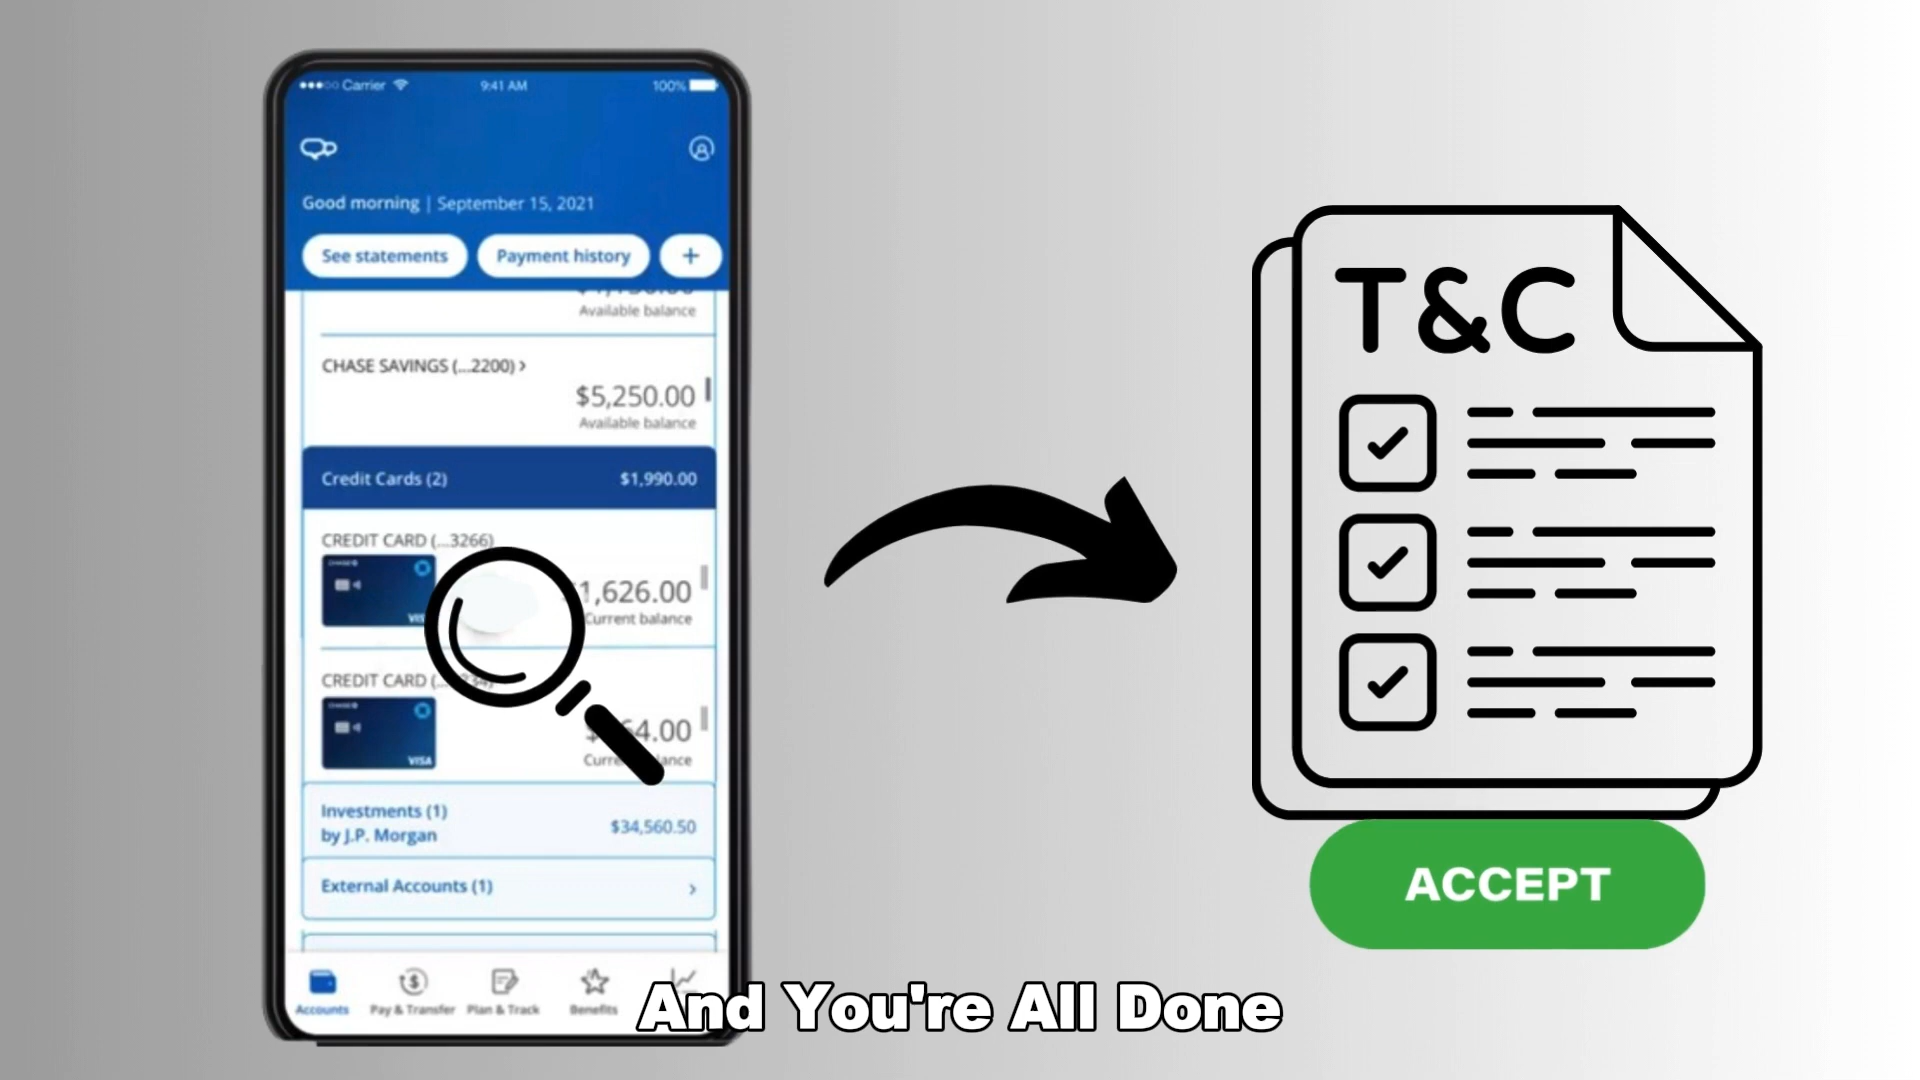 Carrier
9:41 AM
100%
Good morning | September 15, 2021
See statements
Payment history
+
Available balance
CHASE SAVINGS (...2200) >
$5,250.00
Available balance
Credit Cards (2)
$1,990.00
CREDIT CARD (...3266)
1,626.00
Current balance
CREDIT CARD (...
VISA
64.00
Investments (1)
by J.P. Morgan
$34,560.50
External Accounts (1)
Accounts
Pay & Transfer
Plan & Track
Benefits
T&C
ACCEPT
And You're All Done